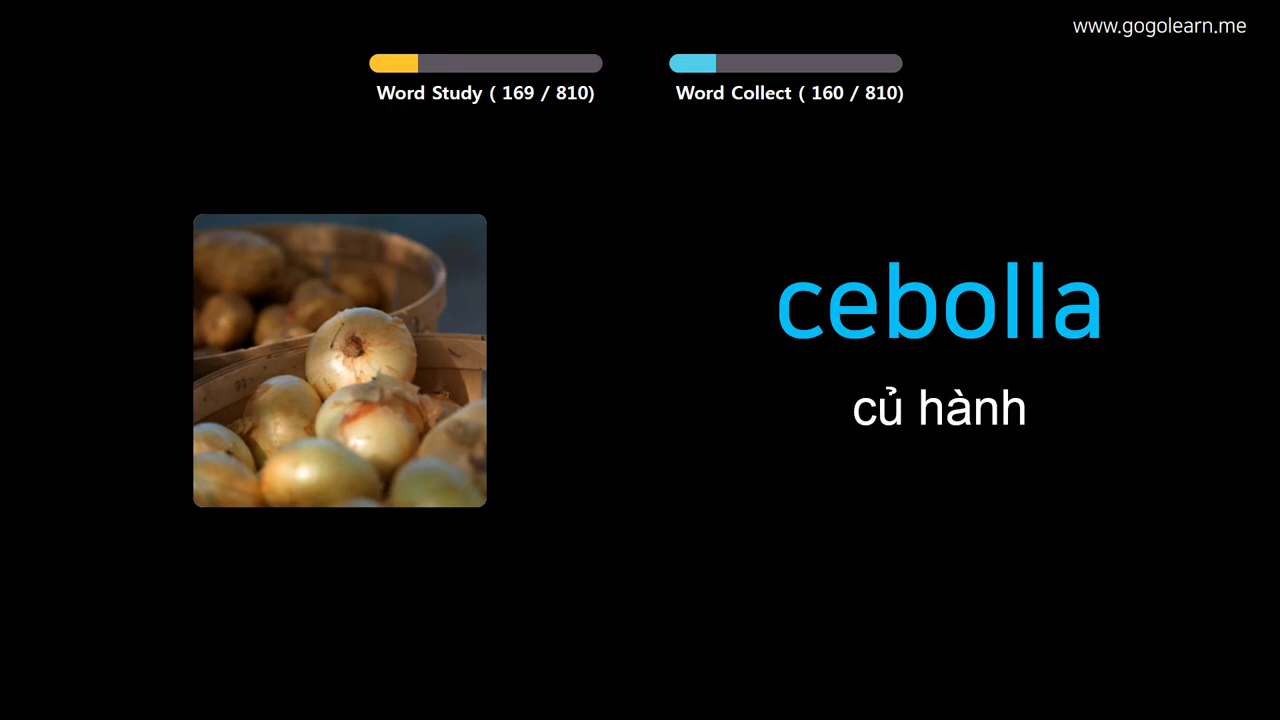 www.gogolearn.me
Word Study ( 169 / 810)
Word Collect ( 160 / 810)
cebolla
củ hành